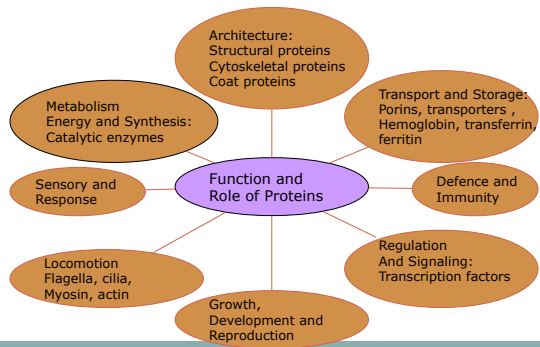 Architecture:
Structural proteins
Cytoskeletal proteins
Coat proteins
Metabolism
Energy and Synthesis:
Catalytic enzymes
Transport and Storage:
Porins, transporters ,
Hemoglobin, transferrin,
ferritin
Sensory and
Response
Function and
Role of Proteins
Defence and
Immunity
Locomotion
Flagella, cilia,
Myosin, actin
Regulation
And Signaling:
Transcription factors
Growth,
Development and
Reproduction